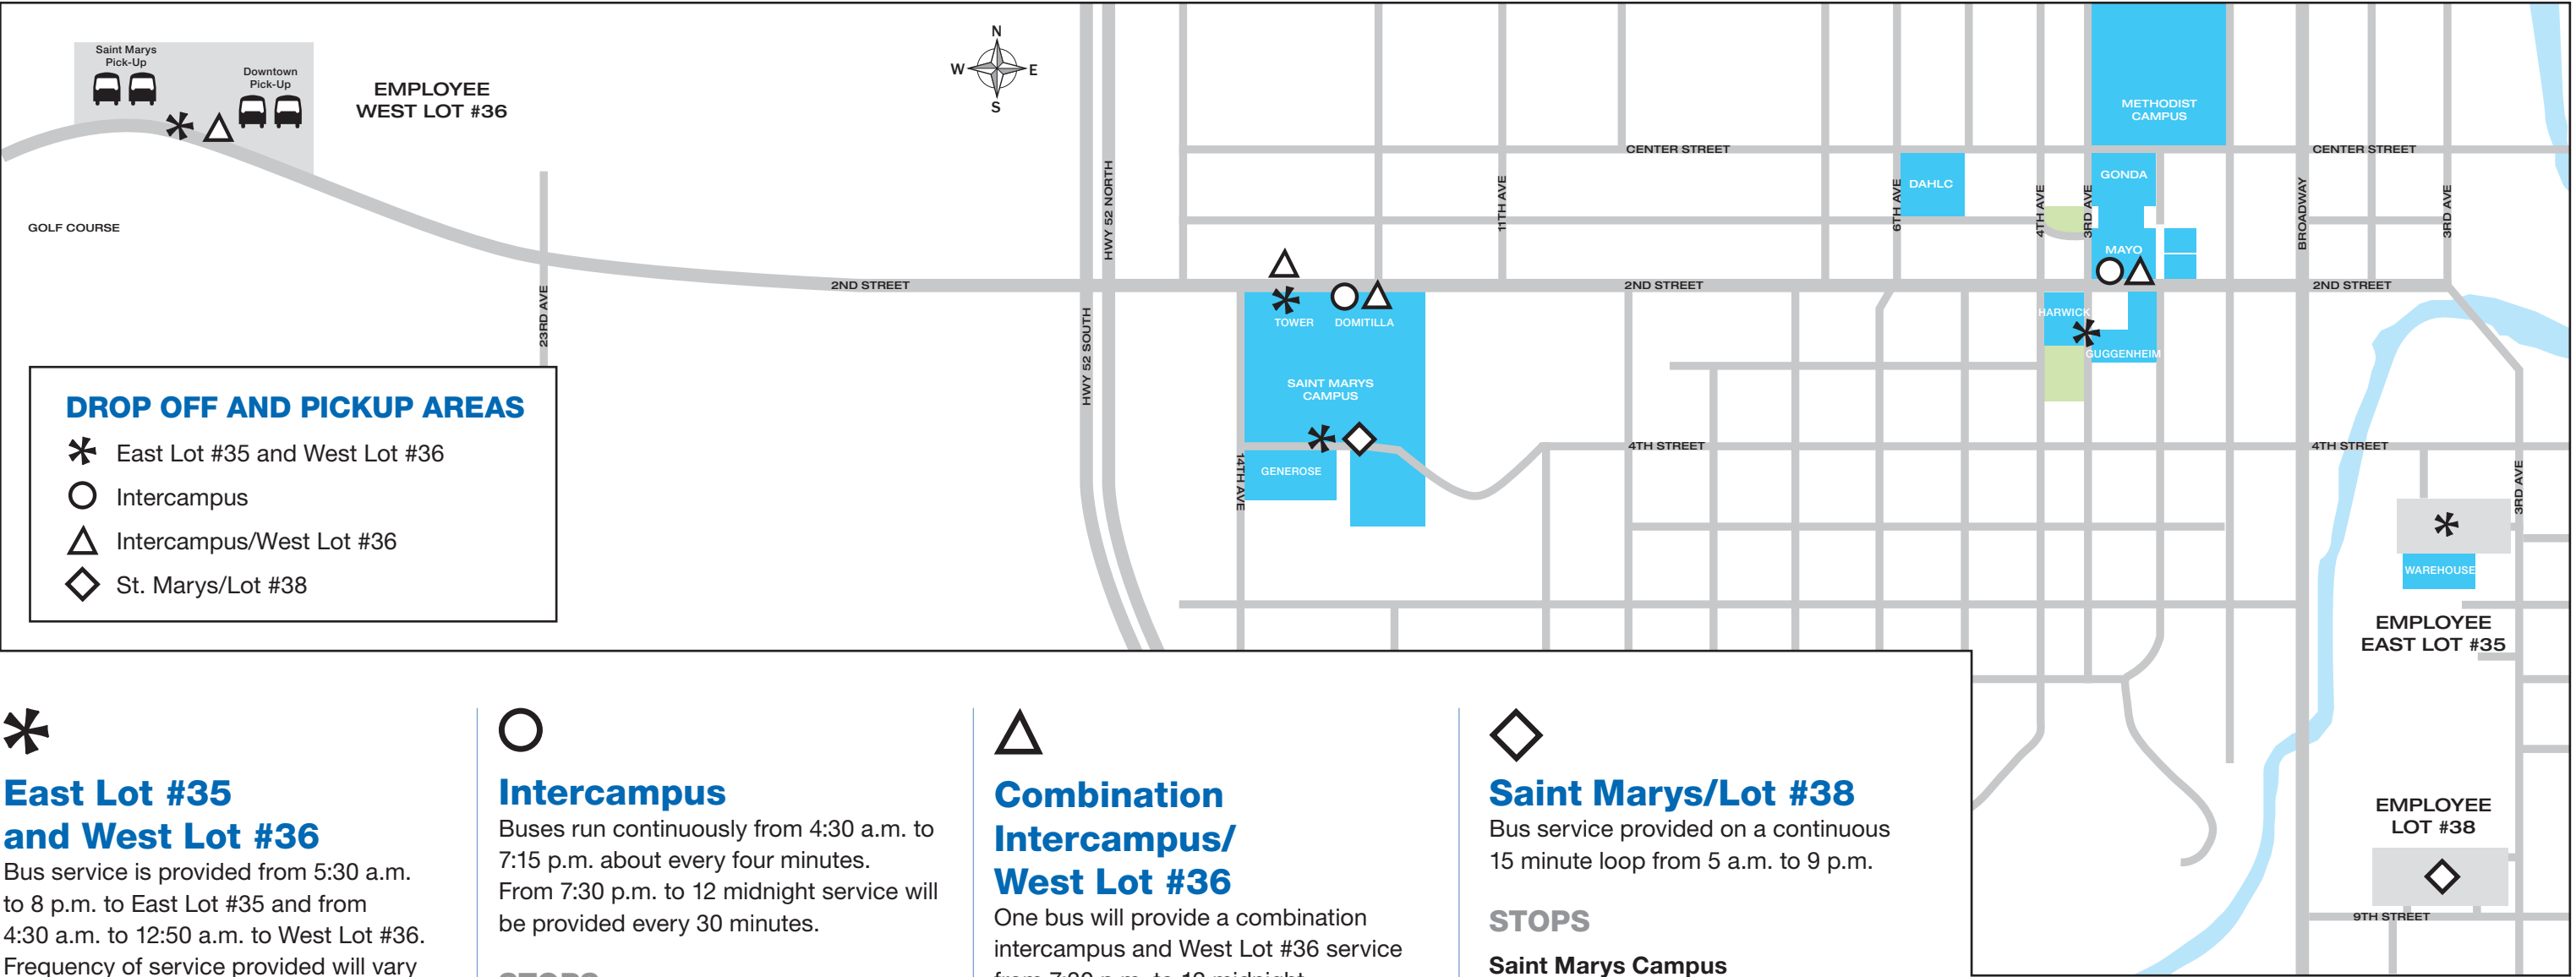 Saint Marys
Pick-Up
Downtown
Pick-Up
EMPLOYEE
WEST LOT #36
N
W
E
S
GOLF COURSE
23RD AVE
2ND STREET
HWY 52 NORTH
HWY 52 SOUTH
CENTER STREET
CENTER STREET
METHODIST
CAMPUS
GONDA
DAHLC
11TH AVE
6TH AVE
4TH AVE
3RD AVE
BROADWAY
3RD AVE
MAYO
2ND STREET
2ND STREET
TOWER
DOMITILLA
HARWICK
GUGGENHEIM
SAINT MARYS
CAMPUS
4TH STREET
4TH STREET
14TH AVE
GENEROSE
3RD AVE
WAREHOUSE
EMPLOYEE
EAST LOT #35
EMPLOYEE
LOT #38
9TH STREET
DROP OFF AND PICKUP AREAS
East Lot #35 and West Lot #36
Intercampus
Intercampus/West Lot #36
St. Marys/Lot #38
East Lot #35
and West Lot #36
Bus service is provided from 5:30 a.m.
to 8 p.m. to East Lot #35 and from
4:30 a.m. to 12:50 a.m. to West Lot #36.
Frequency of service provided will vary
Intercampus
Buses run continuously from 4:30 a.m. to
7:15 p.m. about every four minutes.
From 7:30 p.m. to 12 midnight service will
be provided every 30 minutes.
STOPS
Combination
Intercampus/
West Lot #36
One bus will provide a combination
intercampus and West Lot #36 service
from 7:30 p.m. to 12 midnight
Saint Marys/Lot #38
Bus service provided on a continuous
15 minute loop from 5 a.m. to 9 p.m.
STOPS
Saint Marys Campus